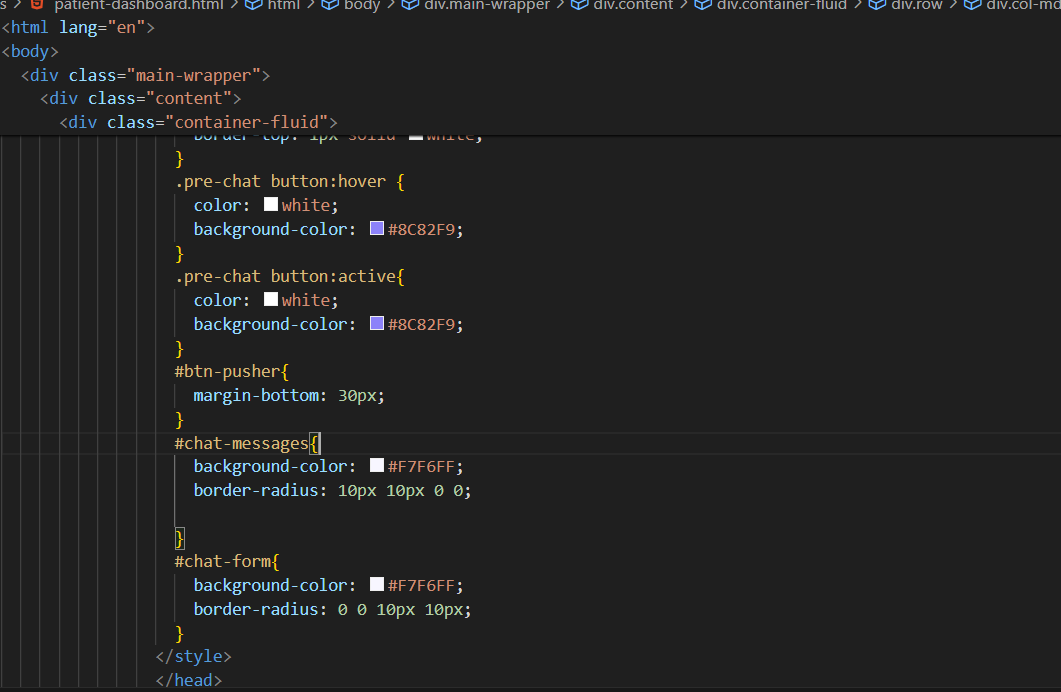 s > patient-dashboard.html > html > body > div.main-wrapper > div.content > div.container-fluid > div.row > div.col-md
<html lang="en">
<body>
<div class="main-wrapper">
<div class="content">
<div class="container-fluid">
border-top: 1px solid white;
}
.pre-chat button:hover {
color: white;
background-color: #8C82F9;
}
.pre-chat button:active{
color: white;
background-color: #8C82F9;
}
#btn-pusher{
margin-bottom: 30px;
}
#chat-messages{
background-color: #F7F6FF;
border-radius: 10px 10px 0 0;
}
#chat-form{
background-color: #F7F6FF;
border-radius: 0 0 10px 10px;
}
</style>
</head>